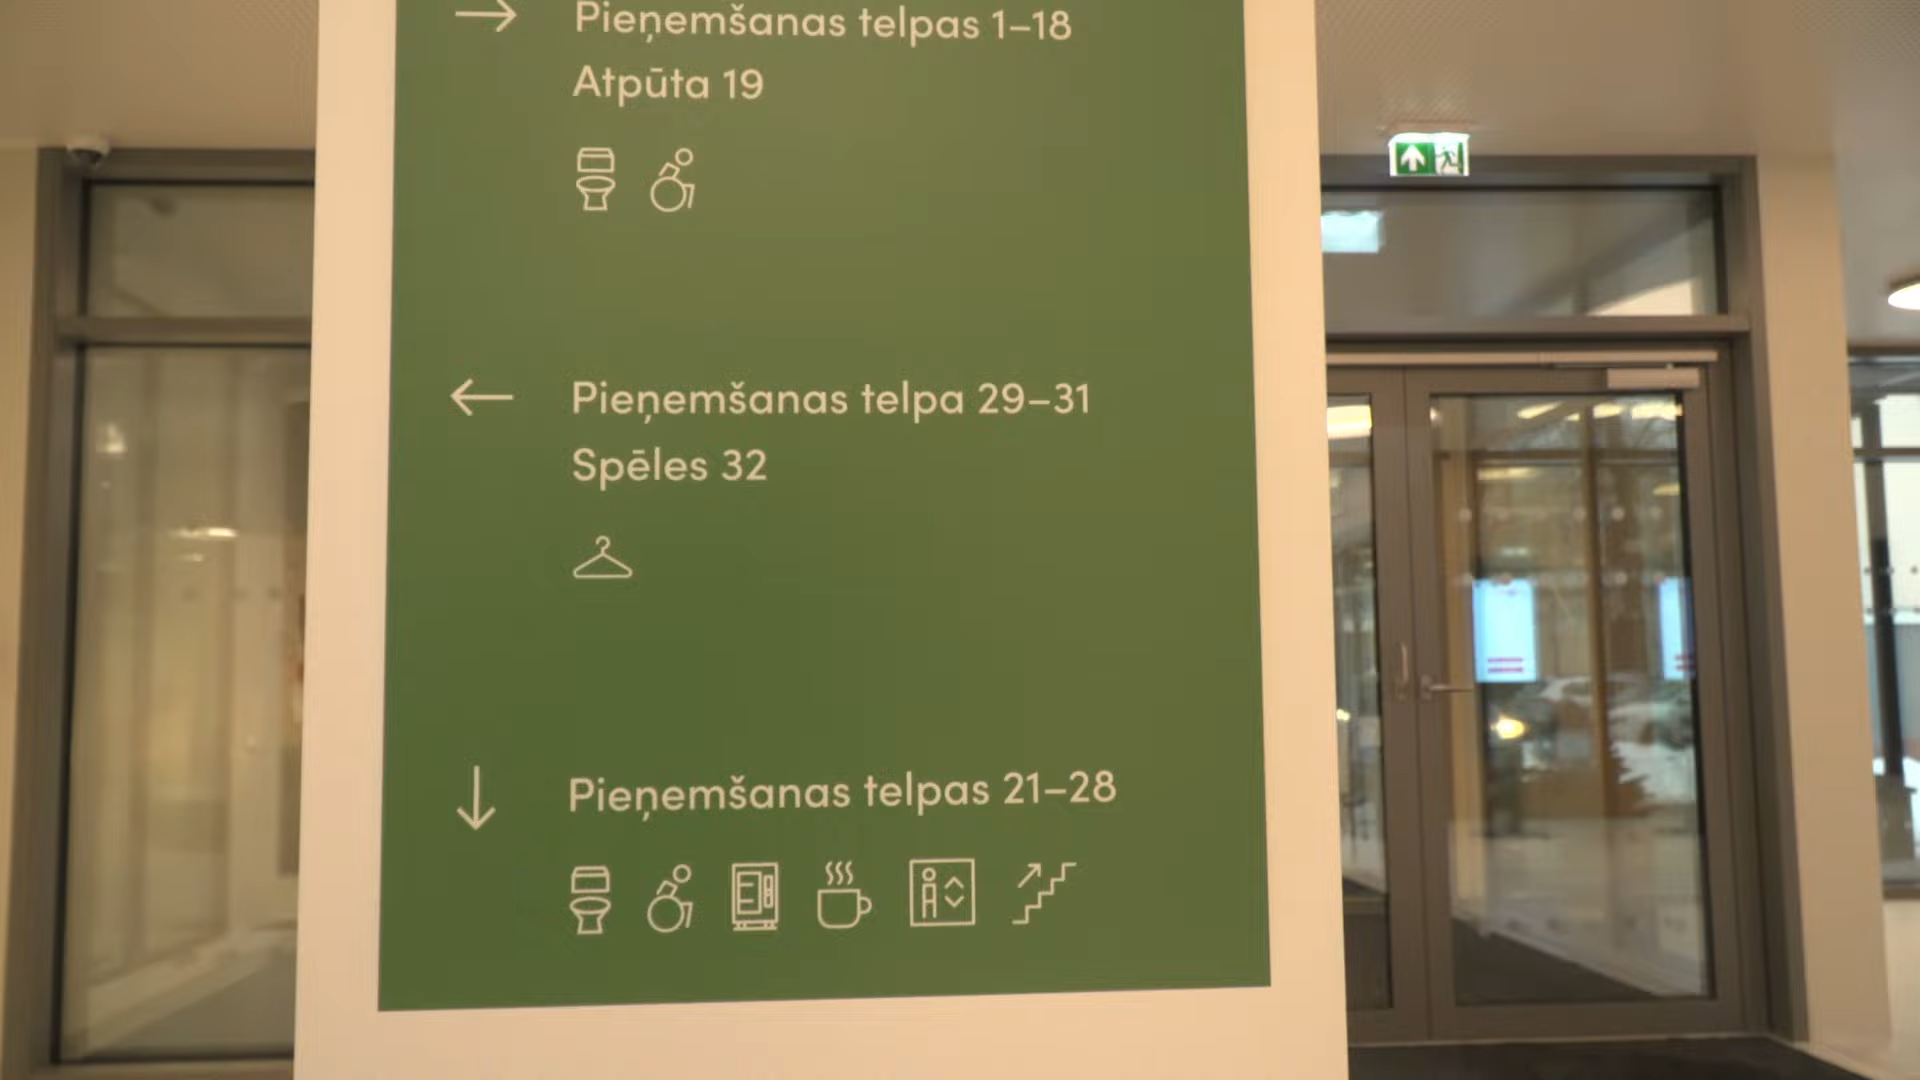 Pieņemšanas telpas 1–18
Atpūta 19
Pieņemšanas telpa 29–31
Spēles 32
Pieņemšanas telpas 21–28